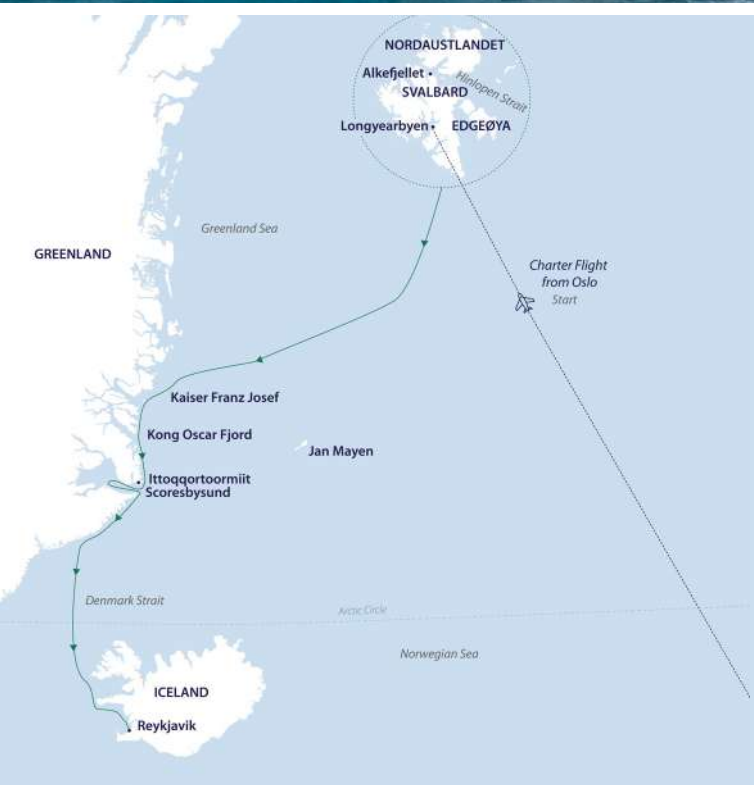 NORDAUSTLANDET
Alkefjellet
Hinlopen Strait
SVALBARD
Longyearbyen
EDGEØYA
Greenland Sea
GREENLAND
Charter Flight
from Oslo
Start
Kaiser Franz Josef
Kong Oscar Fjord
Jan Mayen
Ittoqqortoormiit
Scoresbysund
Denmark Strait
Arctic Circle
Norwegian Sea
ICELAND
Reykjavik